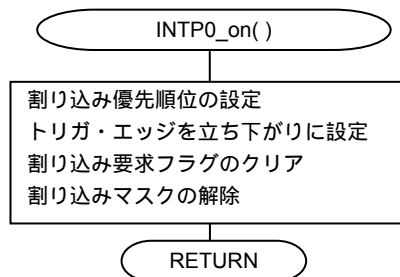 INTP0_on( )
割り込み優先順位の設定
トリガ・エッジを立ち下がりに設定
割り込み要求フラグのクリア
割り込みマスクの解除
RETURN